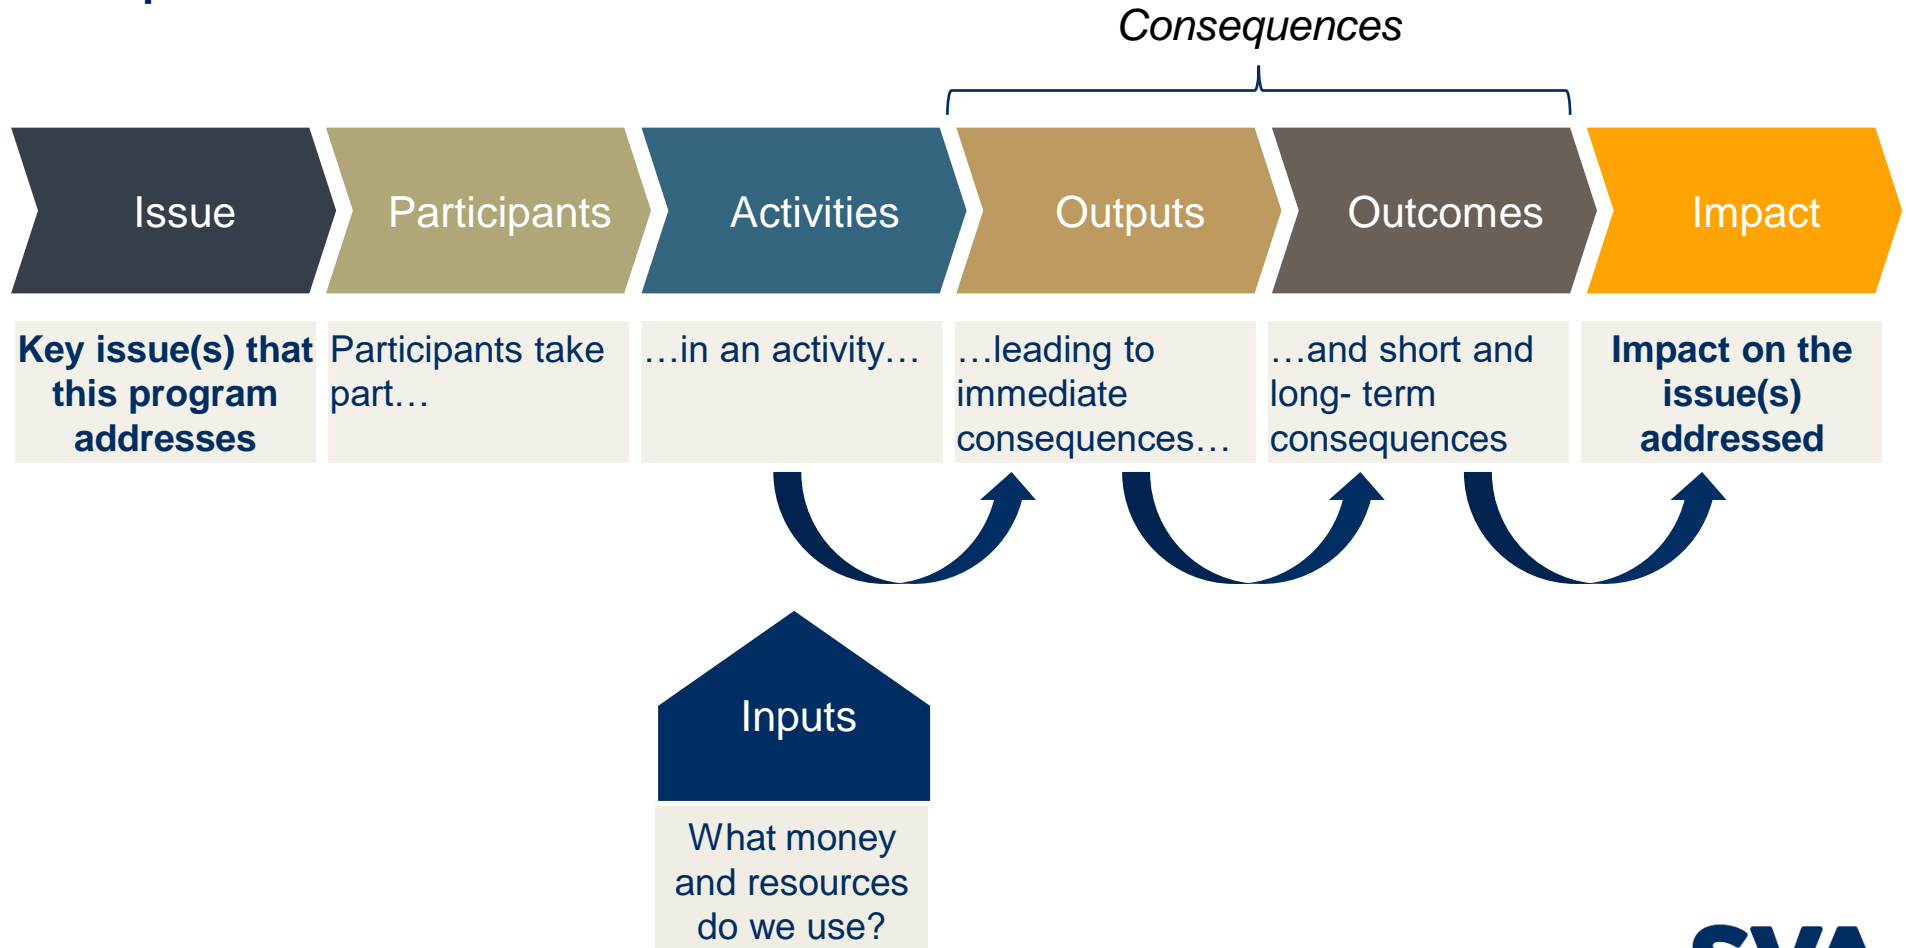 Consequences
Issue
Participants
Activities
Outputs
Outcomes
Impact
Key issue(s) that
this program
addresses
Participants take
part…
…in an activity…
…leading to
immediate
consequences…
…and short and
long- term
consequences
Impact on the
issue(s)
addressed
Inputs
What money
and resources
do we use?
SVA